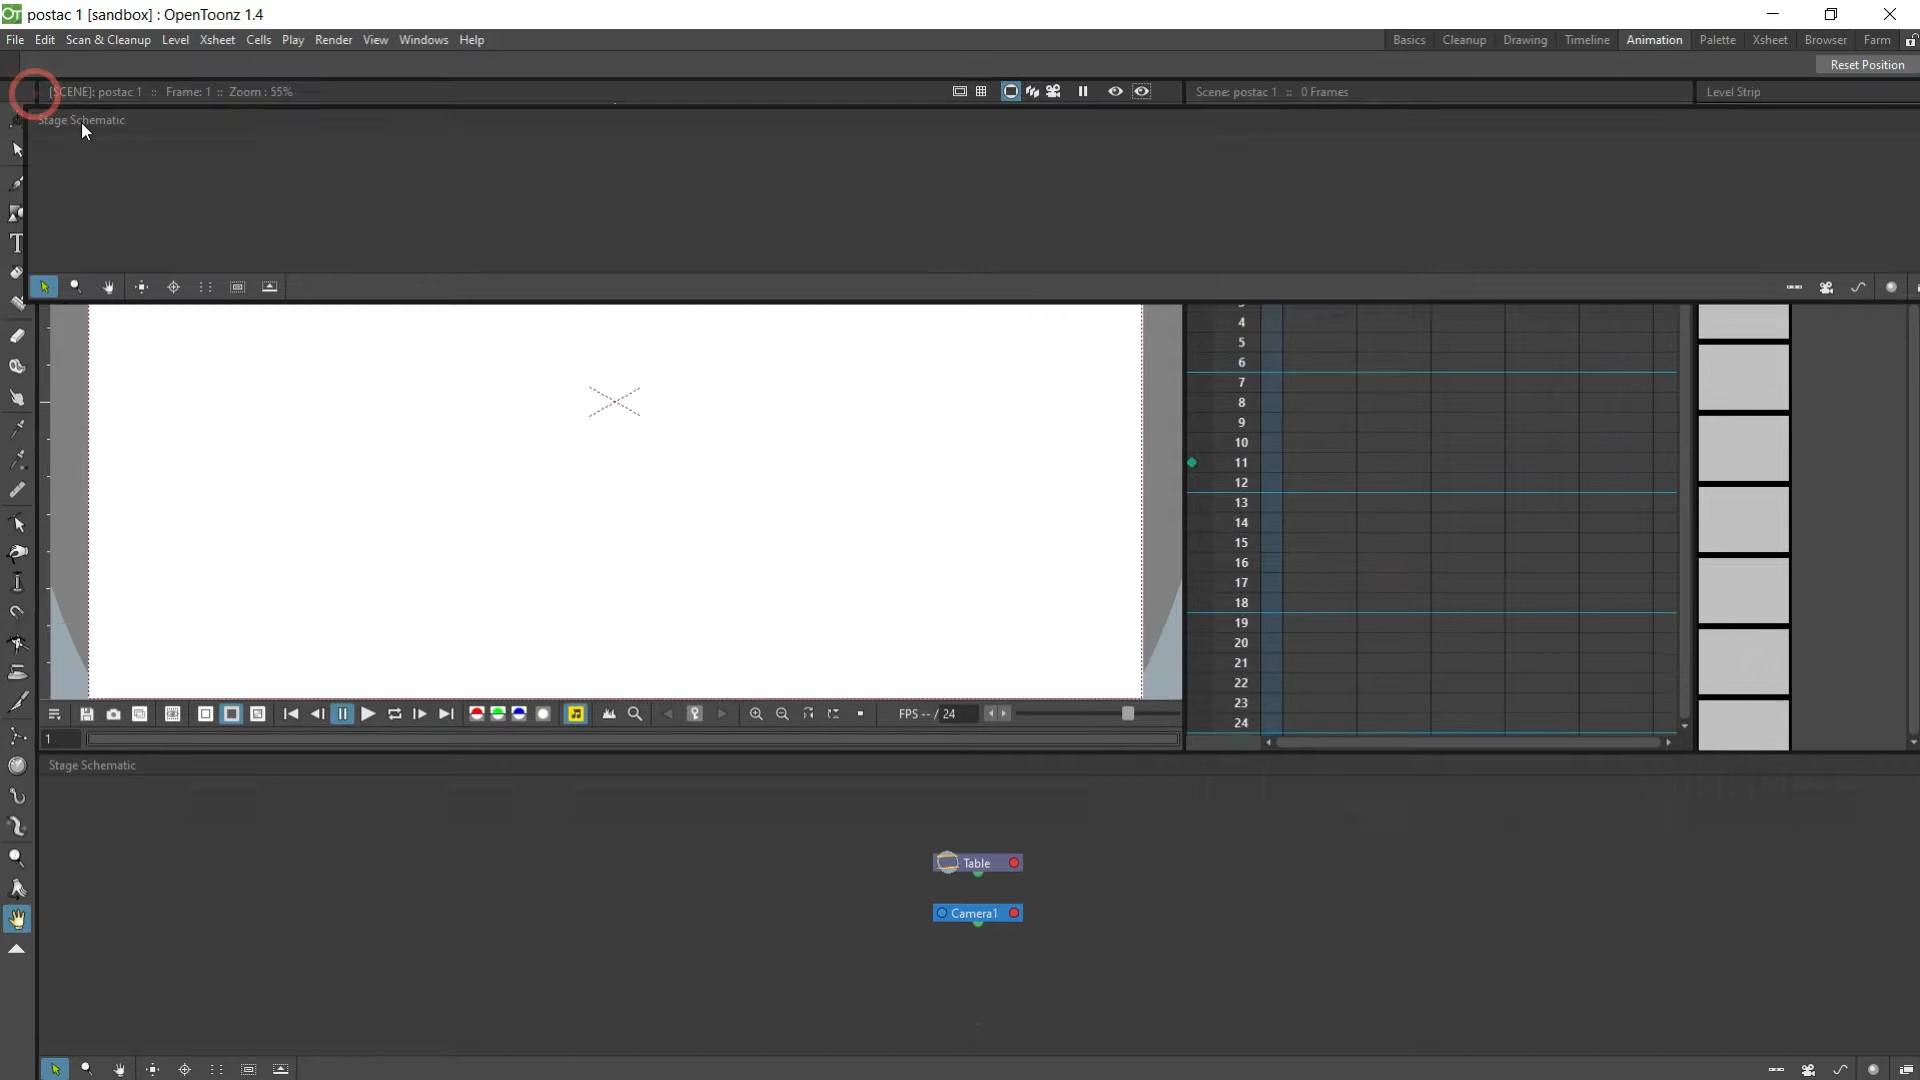 postac 1 [sandbox] : OpenToonz 1.4
File Edit Scan & Cleanup Level Xsheet Cells Play Render View Windows Help
Basics Cleanup Drawing Timeline Animation Palette Xsheet Browser Farm
Reset Position
[SCENE]: postac 1 :: Frame: 1 :: Zoom : 55%
Scene: postac 1 :: 0 Frames
Level Strip
Stage Schematic
4
5
6
7
8
9
10
11
12
13
14
15
16
17
18
19
20
21
22
23
24
FPS -- / 24
1
Stage Schematic
Table
Camera1